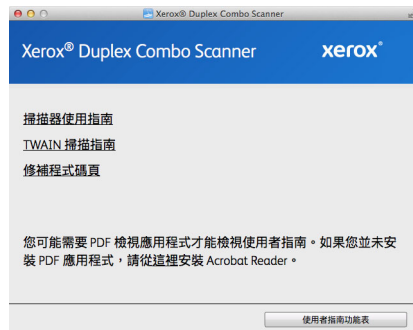 Xerox® Duplex Combo Scanner
Xerox® Duplex Combo Scanner
xerox°
掃描器使用指南
TWAIN 掃描指南
修補程式碼頁
您可能需要 PDF 檢視應用程式才能檢視使用者指南。如果您並未安
裝 PDF 應用程式，請從這裡安裝 Acrobat Reader。
使用者指南功能表